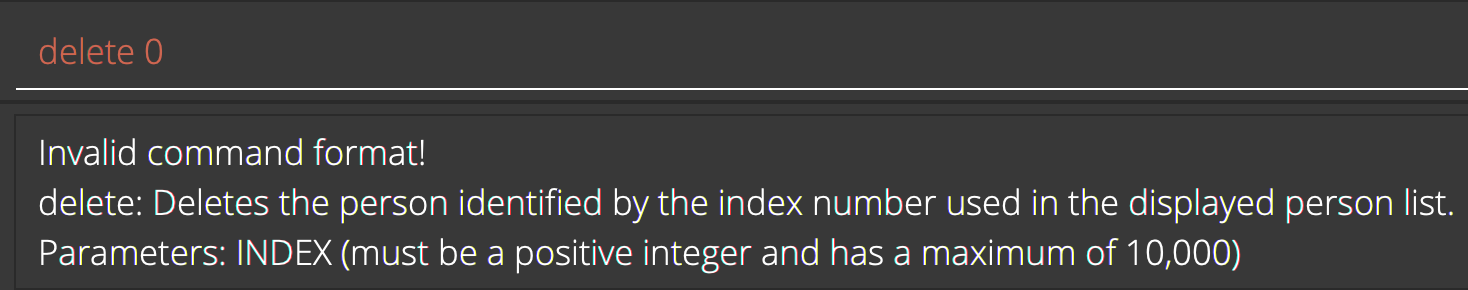 delete 0
Invalid command format!
delete: Deletes the person identified by the index number used in the displayed person list.
Parameters: INDEX (must be a positive integer and has a maximum of 10,000)